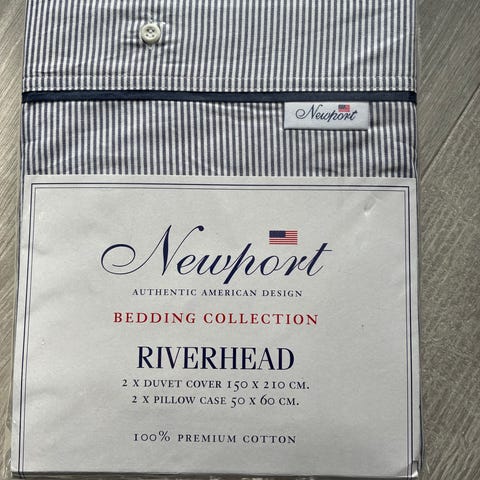 Newport
Newport
AUTHENTIC AMERICAN DESIGN
BEDDING COLLECTION
RIVERHEAD
2 X DUVET COVER 150 X 210 CM.
2 X PILLOW CASE 50 X 60 CM.
100% PREMIUM COTTON